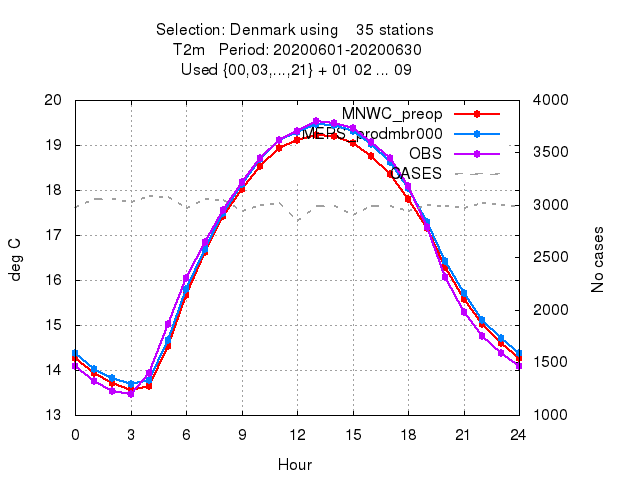 Selection: Denmark using 35 stations
T2m Period: 20200601-20200630
Used {00,03,...,21} + 01 02 ... 09
MNWC_preop
MEPS_prodmbr000
OBS
CASES
20
19
18
17
16
15
14
13
4000
3500
3000
2500
2000
1500
1000
deg C
No cases
0 3 6 9 12 15 18 21 24
Hour